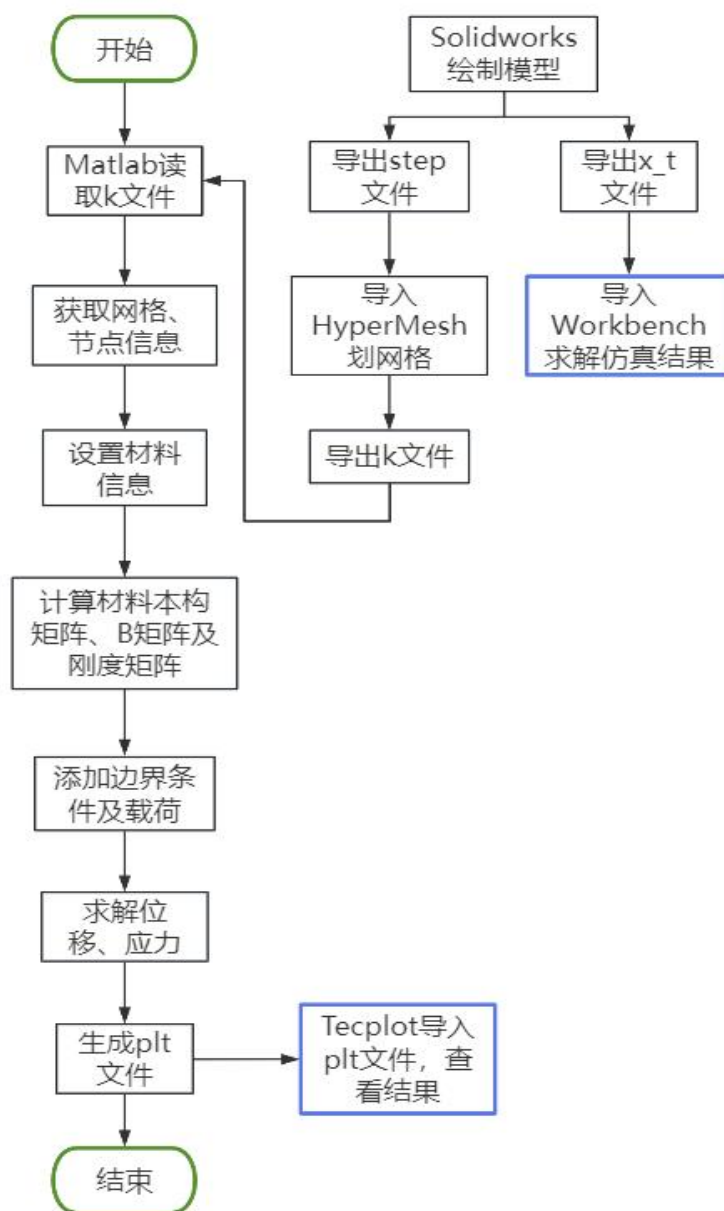 开始
Matlab读
取k文件
获取网格、
节点信息
设置材料
信息
计算材料本构
矩阵、B矩阵及
刚度矩阵
添加边界条
件及载荷
求解位
移、应力
生成plt
文件
结束
Solidworks
绘制模型
导出step
文件
导入
HyperMesh
划网格
导出k文件
导出x_t
文件
导入
Workbench
求解仿真结果
Tecplot导入
plt文件，查
看结果